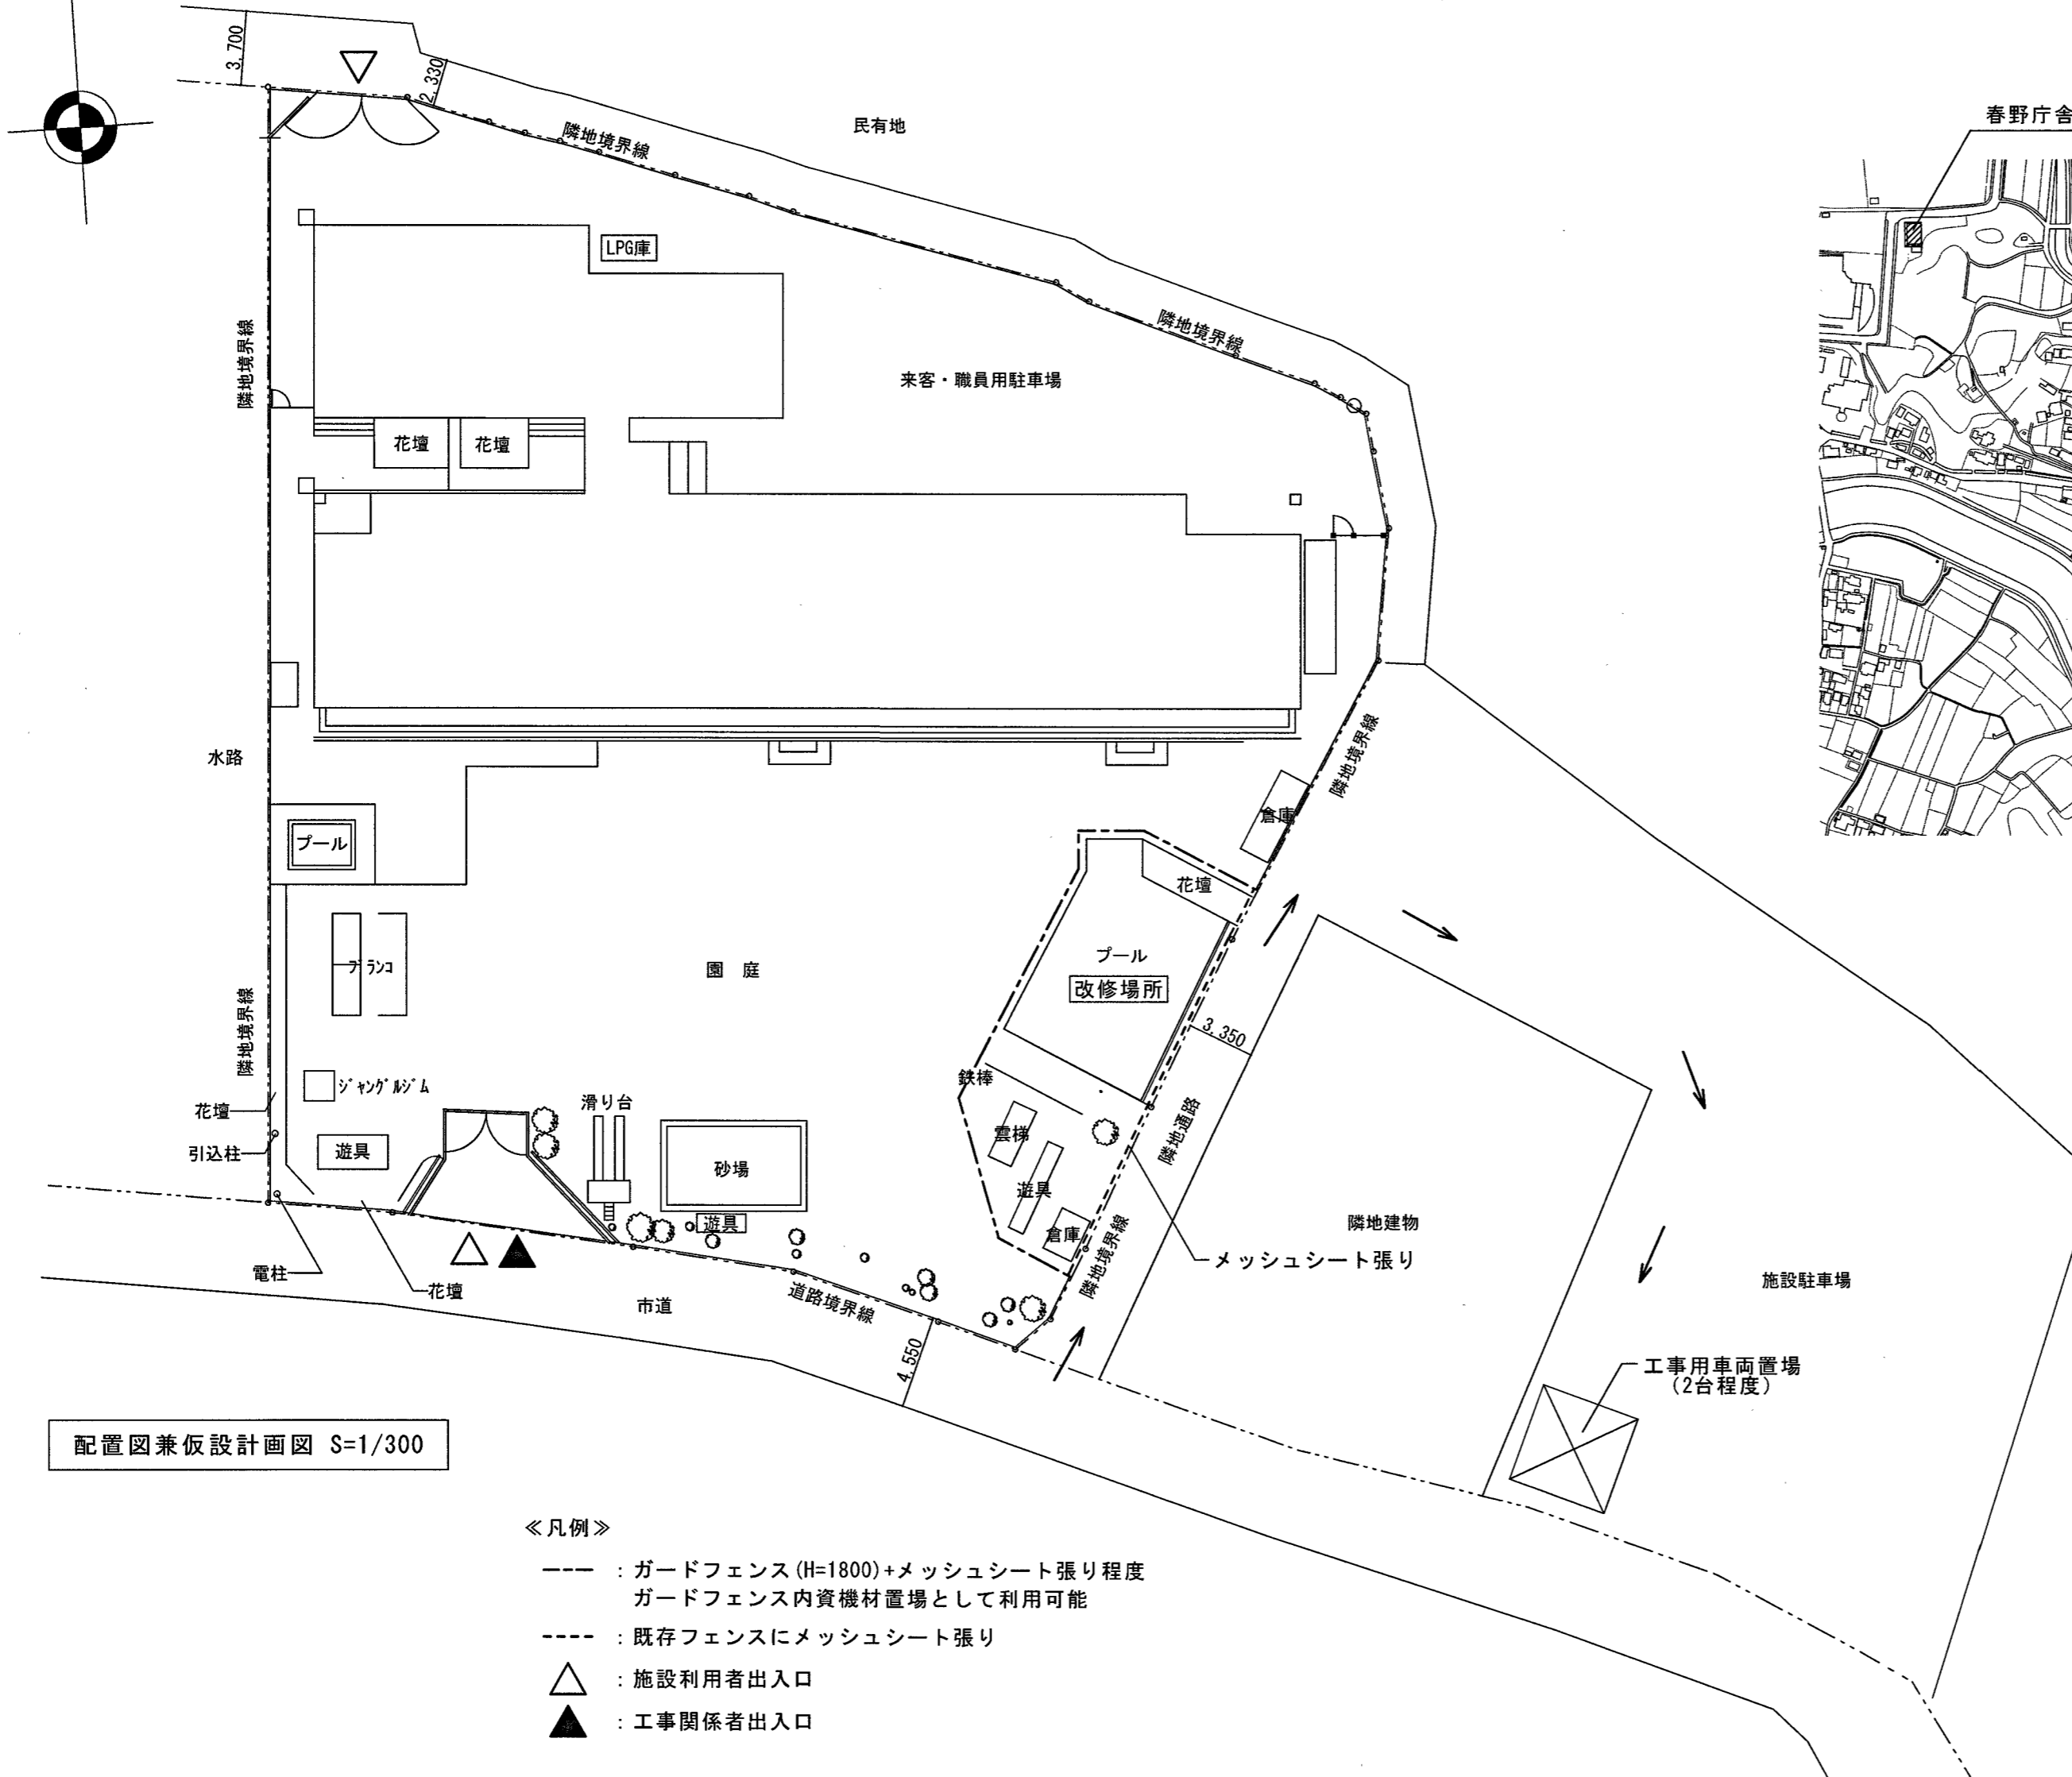 3,700
2,330
民有地
春野庁舎
隣地境界線
LPG庫
隣地境界線
隣地境界線
来客・職員用駐車場
花壇
花壇
水路
隣地境界線
倉庫
プール
花壇
ブランコ
園　庭
プール
改修場所
3,350
隣地境界線
鉄棒
ジャングルジム
花壇
滑り台
雲梯
隣地通路
引込柱
遊具
砂場
遊具
遊具
倉庫
隣地境界線
隣地建物
メッシュシート張り
電柱
花壇
市道
道路境界線
施設駐車場
4,550
工事用車両置場
(2台程度)
配置図兼仮設計画図 S=1/300
≪凡例≫
：ガードフェンス(H=1800)+メッシュシート張り程度
ガードフェンス内資機材置場として利用可能
：既存フェンスにメッシュシート張り
：施設利用者出入口
：工事関係者出入口